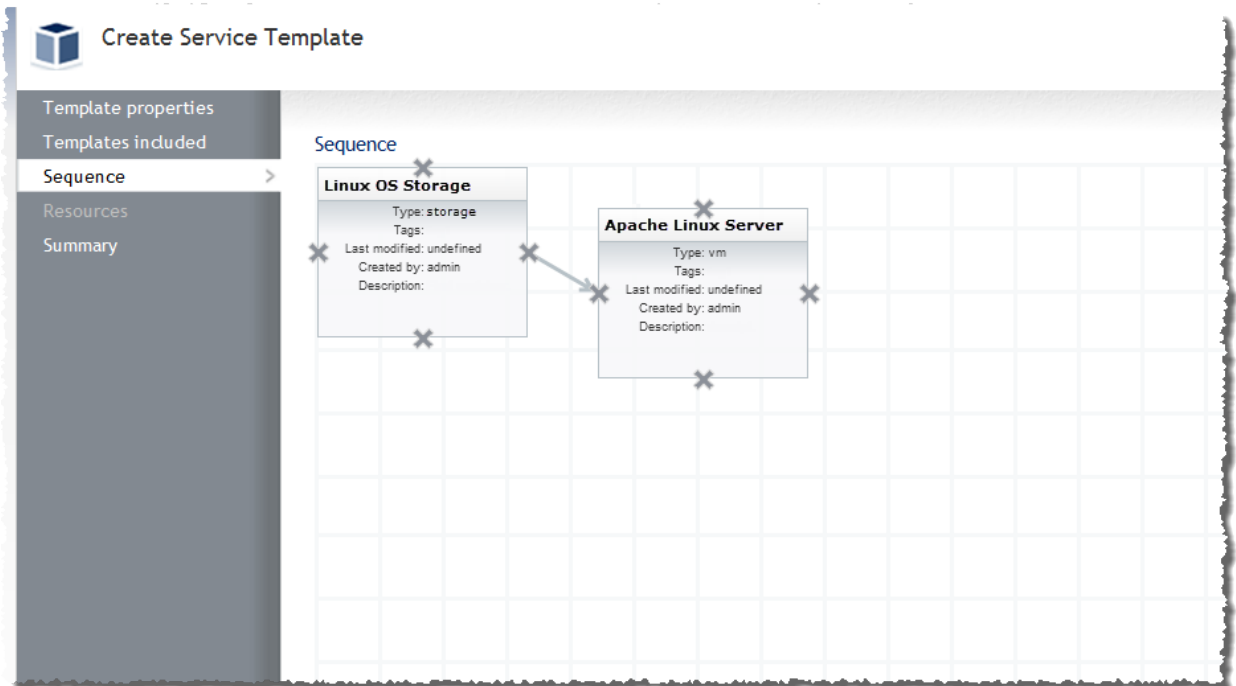 Create Service Template
Template properties
Templates included
Sequence
Resources
Summary
Sequence
Linux OS Storage
Type: storage
Tags:
Last modified: undefined
Created by: admin
Description:
Apache Linux Server
Type: vm
Tags:
Last modified: undefined
Created by: admin
Description: